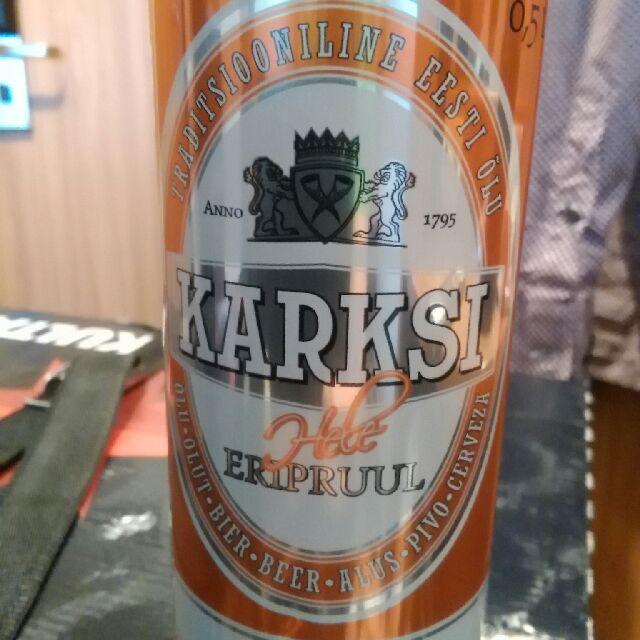 0,5
TRADITSIOONILINE EESTI ÕLU
ANNO 1795
KARKSI
Hele
ERIPRUUL
ÕLU · OLUT · BIER · BEER · ALUS · PIVO · CERVEZA